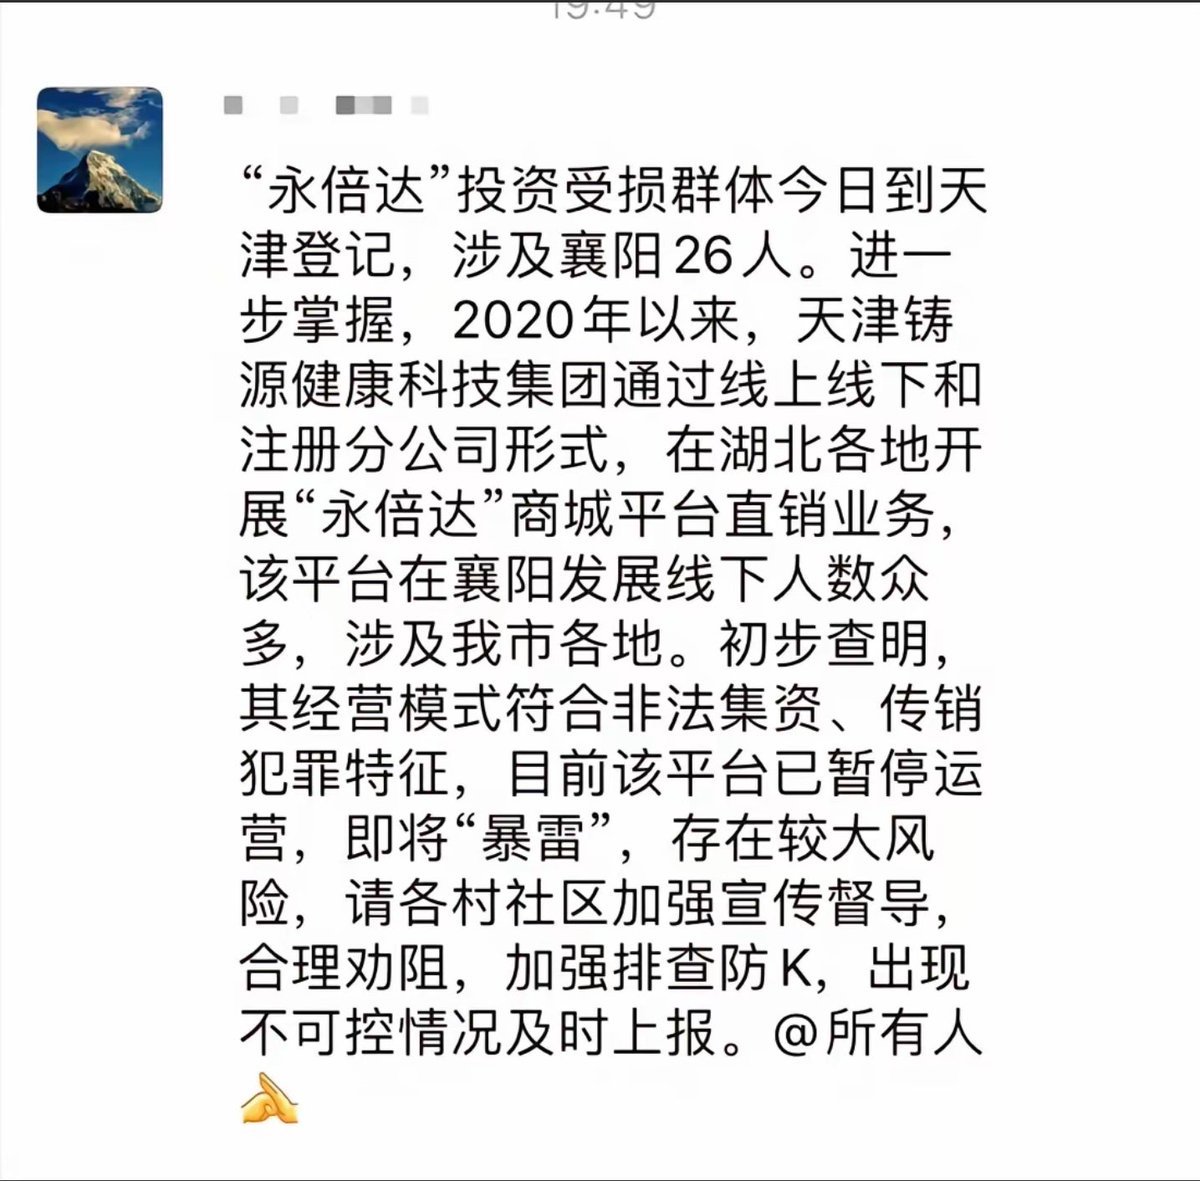 19:49
“永倍达”投资受损群体今日到天
津登记，涉及襄阳26人。进一
步掌握，2020年以来，天津铸
源健康科技集团通过线上线下和
注册分公司形式，在湖北各地开
展“永倍达”商城平台直销业务，
该平台在襄阳发展线下人数众
多，涉及我市各地。初步查明，
其经营模式符合非法集资、传销
犯罪特征，目前该平台已暂停运
营，即将“暴雷”，存在较大风
险，请各村社区加强宣传督导，
合理劝阻，加强排查防K，出现
不可控情况及时上报。@所有人